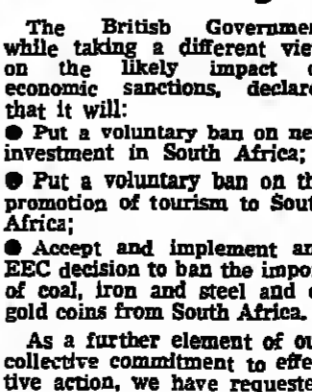 The British Governmen
while taking a different vie
on the likely impact o
economic sanctions, declare
that it will:
● Put a voluntary ban on ne
investment in South Africa;
● Put a voluntary ban on th
promotion of tourism to Sout
Africa;
● Accept and implement an
EEC decision to ban the impor
of coal, iron and steel and o
gold coins from South Africa.
As a further element of ou
collective commitment to effe
tive action, we have requeste